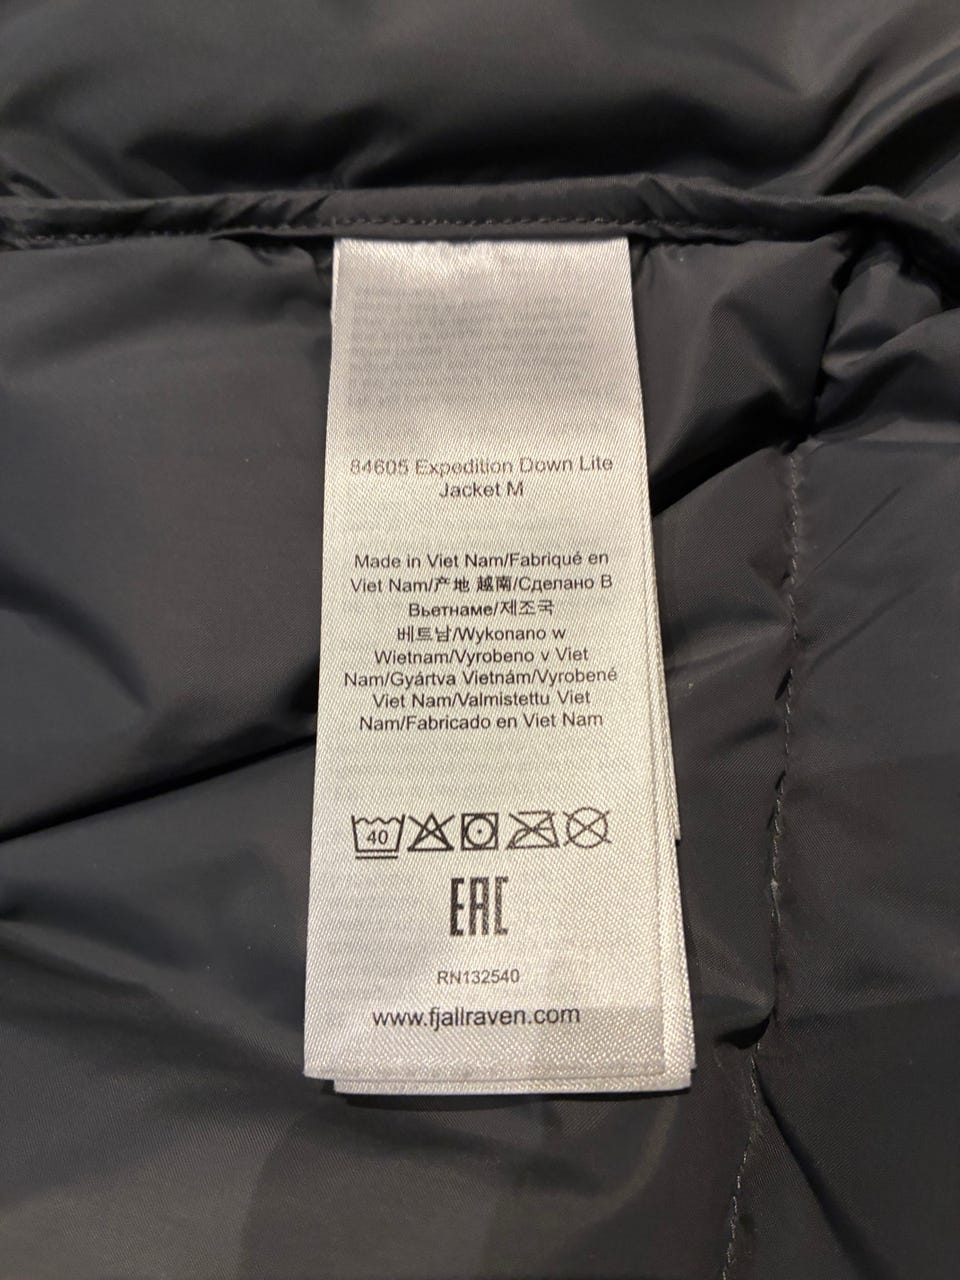 84605 Expedition Down Lite
Jacket M
Made in Viet Nam/Fabriqué en
Viet Nam/产地 越南/Сделано В
Вьетнаме/제조국
베트남/Wykonano w
Wietnam/Vyrobeno v Viet
Nam/Gyártva Vietnám/Vyrobené
Viet Nam/Valmistettu Viet
Nam/Fabricado en Viet Nam
40
EAC
RN132540
www.fjallraven.com